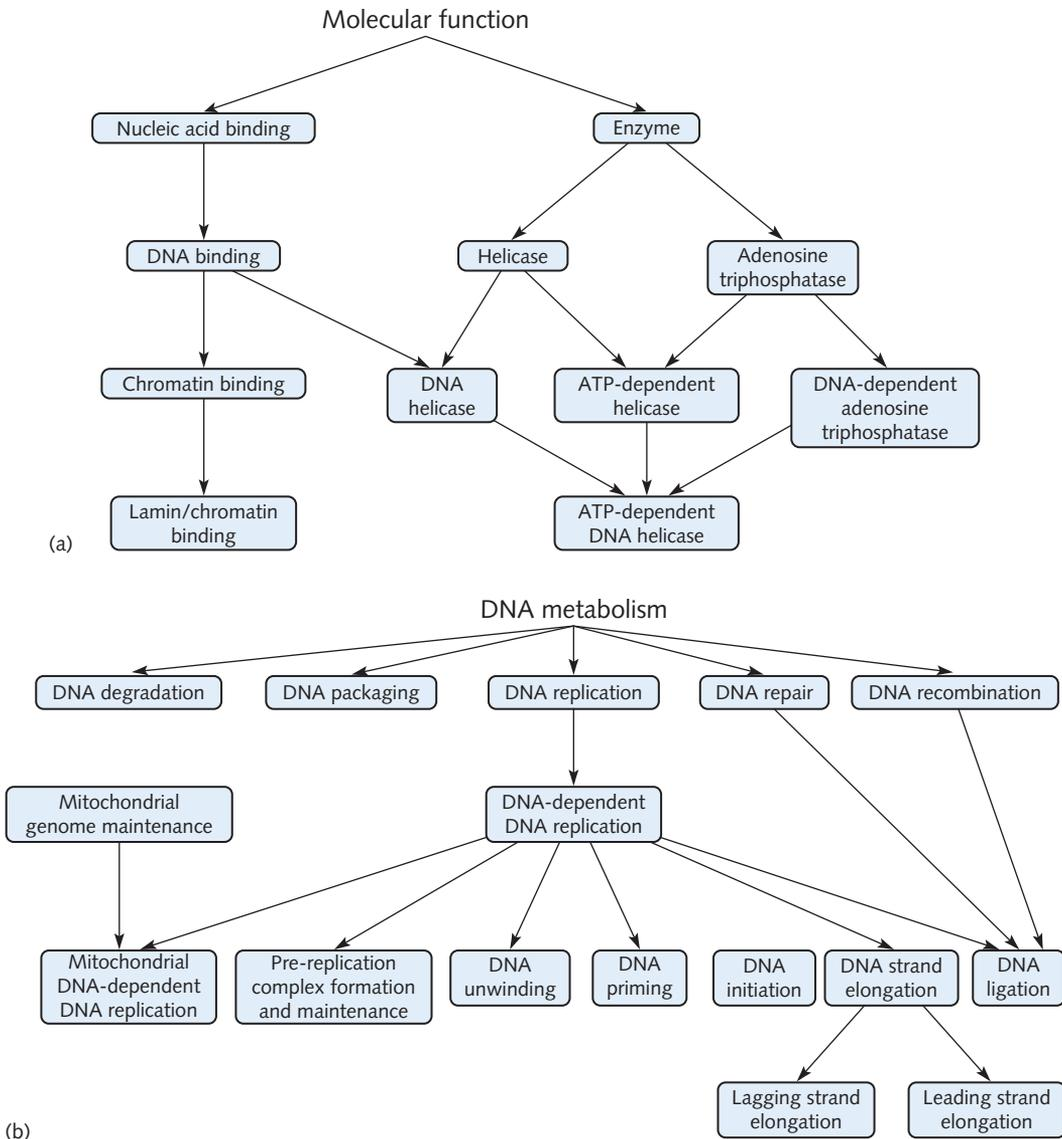 Molecular function
Nucleic acid binding
Enzyme
DNA binding
Helicase
Adenosine
triphosphatase
Chromatin binding
DNA
helicase
ATP-dependent
helicase
DNA-dependent
adenosine
triphosphatase
Lamin/chromatin
binding
ATP-dependent
DNA helicase
(a)
DNA metabolism
DNA degradation
DNA packaging
DNA replication
DNA repair
DNA recombination
Mitochondrial
genome maintenance
DNA-dependent
DNA replication
Mitochondrial
DNA-dependent
DNA replication
Pre-replication
complex formation
and maintenance
DNA
unwinding
DNA
priming
DNA
initiation
DNA strand
elongation
DNA
ligation
Lagging strand
elongation
Leading strand
elongation
(b)